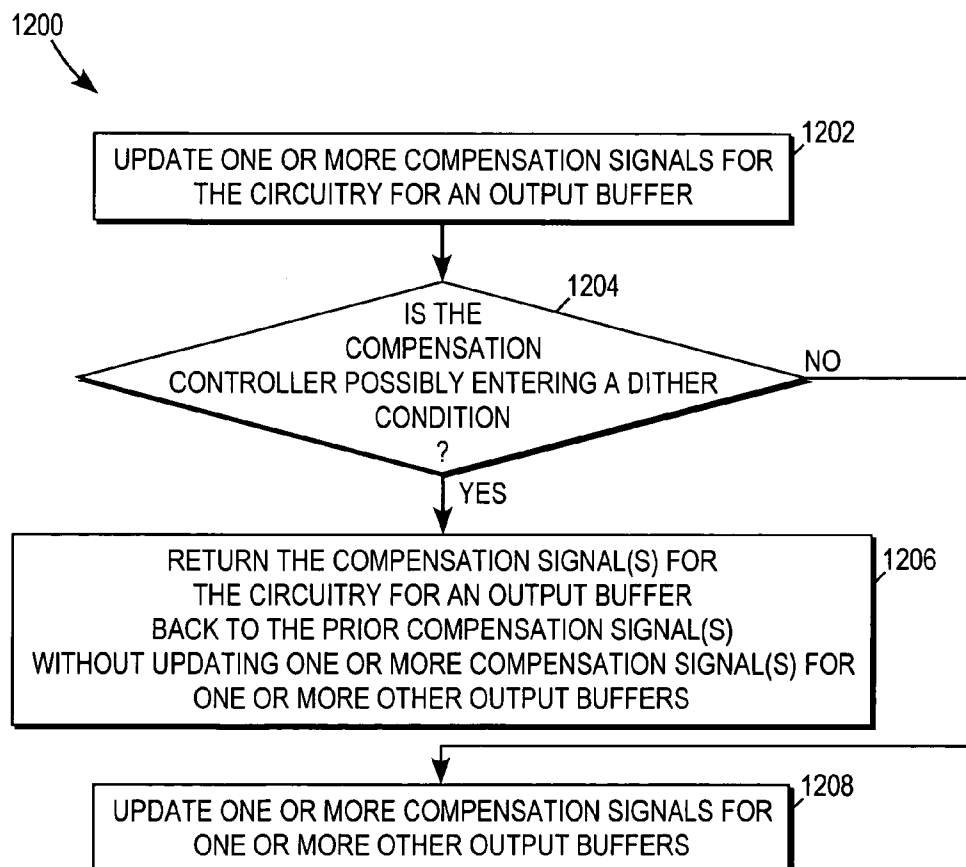 1200
1202
UPDATE ONE OR MORE COMPENSATION SIGNALS FOR
THE CIRCUITRY FOR AN OUTPUT BUFFER
1204
IS THE
COMPENSATION
CONTROLLER POSSIBLY ENTERING A DITHER
CONDITION
?
NO
YES
1206
RETURN THE COMPENSATION SIGNAL(S) FOR
THE CIRCUITRY FOR AN OUTPUT BUFFER
BACK TO THE PRIOR COMPENSATION SIGNAL(S)
WITHOUT UPDATING ONE OR MORE COMPENSATION SIGNAL(S) FOR
ONE OR MORE OTHER OUTPUT BUFFERS
1208
UPDATE ONE OR MORE COMPENSATION SIGNALS FOR
ONE OR MORE OTHER OUTPUT BUFFERS